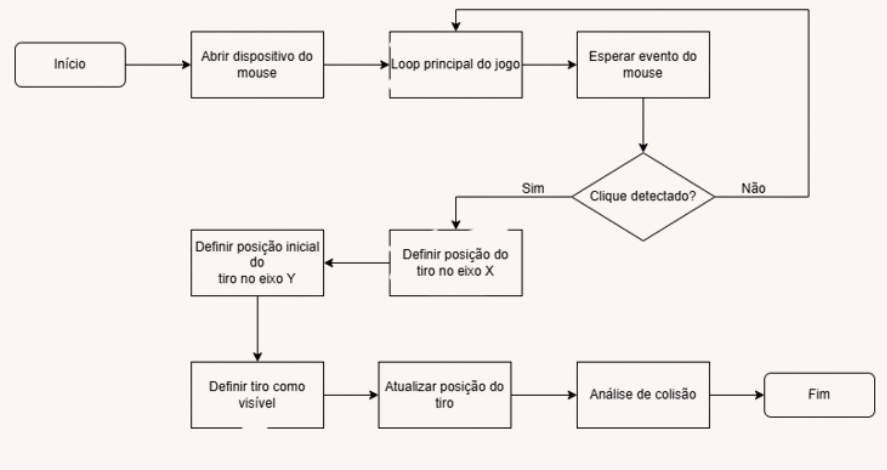 Início
Abrir dispositivo do
mouse
Loop principal do jogo
Esperar evento do
mouse
Clique detectado?
Sim
Não
Definir posição do
tiro no eixo X
Definir posição inicial
do
tiro no eixo Y
Definir tiro como
visível
Atualizar posição do
tiro
Análise de colisão
Fim